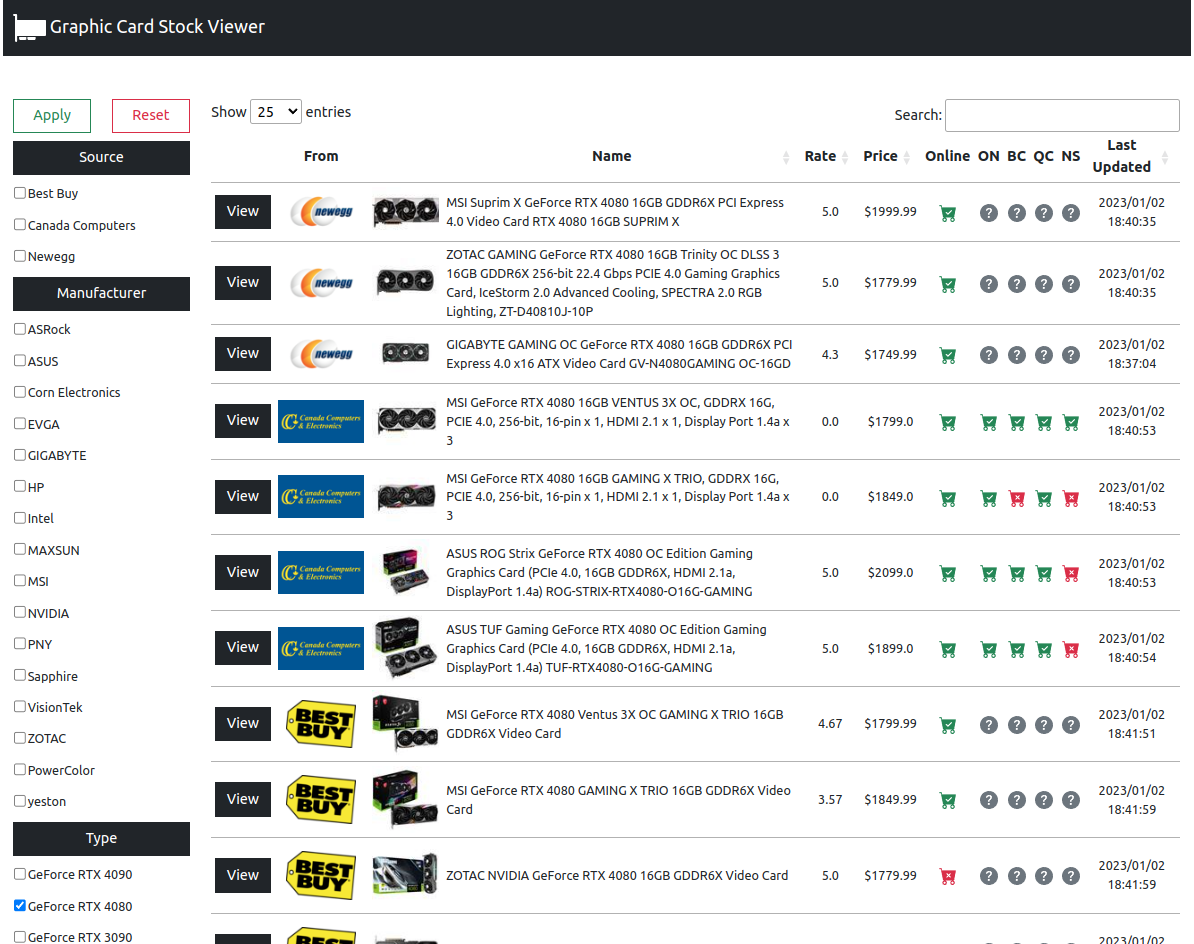 Graphic Card Stock Viewer
Apply Reset
Show 25 entries
Search:
Source
Best Buy
Canada Computers
Newegg
Manufacturer
ASRock
ASUS
Corn Electronics
EVGA
GIGABYTE
HP
Intel
MAXSUN
MSI
NVIDIA
PNY
Sapphire
VisionTek
ZOTAC
PowerColor
yeston
Type
GeForce RTX 4090
GeForce RTX 4080
GeForce RTX 3090
From Name Rate Price Online ON BC QC NS Last
Updated
View newegg
MSI Suprim X GeForce RTX 4080 16GB GDDR6X PCI Express
4.0 Video Card RTX 4080 16GB SUPRIM X
5.0 $1999.99 ? ? ? ? 2023/01/02
18:40:35
View newegg
ZOTAC GAMING GeForce RTX 4080 16GB Trinity OC DLSS 3
16GB GDDR6X 256-bit 22.4 Gbps PCIE 4.0 Gaming Graphics
Card, IceStorm 2.0 Advanced Cooling, SPECTRA 2.0 RGB
Lighting, ZT-D40810J-10P
5.0 $1779.99 ? ? ? ? 2023/01/02
18:40:35
View newegg
GIGABYTE GAMING OC GeForce RTX 4080 16GB GDDR6X PCI
Express 4.0 x16 ATX Video Card GV-N4080GAMING OC-16GD
4.3 $1749.99 ? ? ? ? 2023/01/02
18:37:04
View Canada Computers
& Electronics
MSI GeForce RTX 4080 16GB VENTUS 3X OC, GDDRX 16G,
PCIE 4.0, 256-bit, 16-pin x 1, HDMI 2.1 x 1, Display Port 1.4a x
3
0.0 $1799.0 2023/01/02
18:40:53
View Canada Computers
& Electronics
MSI GeForce RTX 4080 16GB GAMING X TRIO, GDDRX 16G,
PCIE 4.0, 256-bit, 16-pin x 1, HDMI 2.1 x 1, Display Port 1.4a x
3
0.0 $1849.0 2023/01/02
18:40:53
View Canada Computers
& Electronics
ASUS ROG Strix GeForce RTX 4080 OC Edition Gaming
Graphics Card (PCIe 4.0, 16GB GDDR6X, HDMI 2.1a,
DisplayPort 1.4a) ROG-STRIX-RTX4080-O16G-GAMING
5.0 $2099.0 2023/01/02
18:40:53
View Canada Computers
& Electronics
ASUS TUF Gaming GeForce RTX 4080 OC Edition Gaming
Graphics Card (PCIe 4.0, 16GB GDDR6X, HDMI 2.1a,
DisplayPort 1.4a) TUF-RTX4080-O16G-GAMING
5.0 $1899.0 2023/01/02
18:40:54
View BEST
BUY
MSI GeForce RTX 4080 Ventus 3X OC GAMING X TRIO 16GB
GDDR6X Video Card
4.67 $1799.99 ? ? ? ? 2023/01/02
18:41:51
View BEST
BUY
MSI GeForce RTX 4080 GAMING X TRIO 16GB GDDR6X Video
Card
3.57 $1849.99 ? ? ? ? 2023/01/02
18:41:59
View BEST
BUY
ZOTAC NVIDIA GeForce RTX 4080 16GB GDDR6X Video Card
5.0 $1779.99 ? ? ? ? 2023/01/02
18:41:59
BEST
2023/01/02